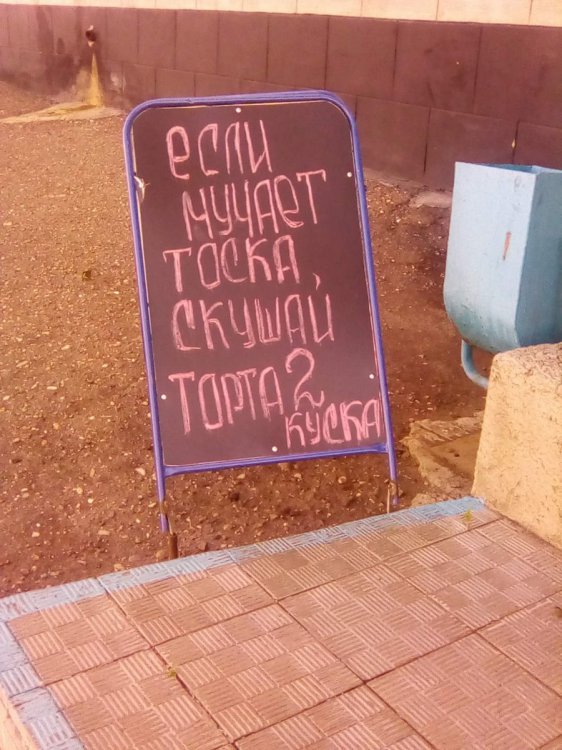 если
мучает
тоска,
скушай
торта 2
куска